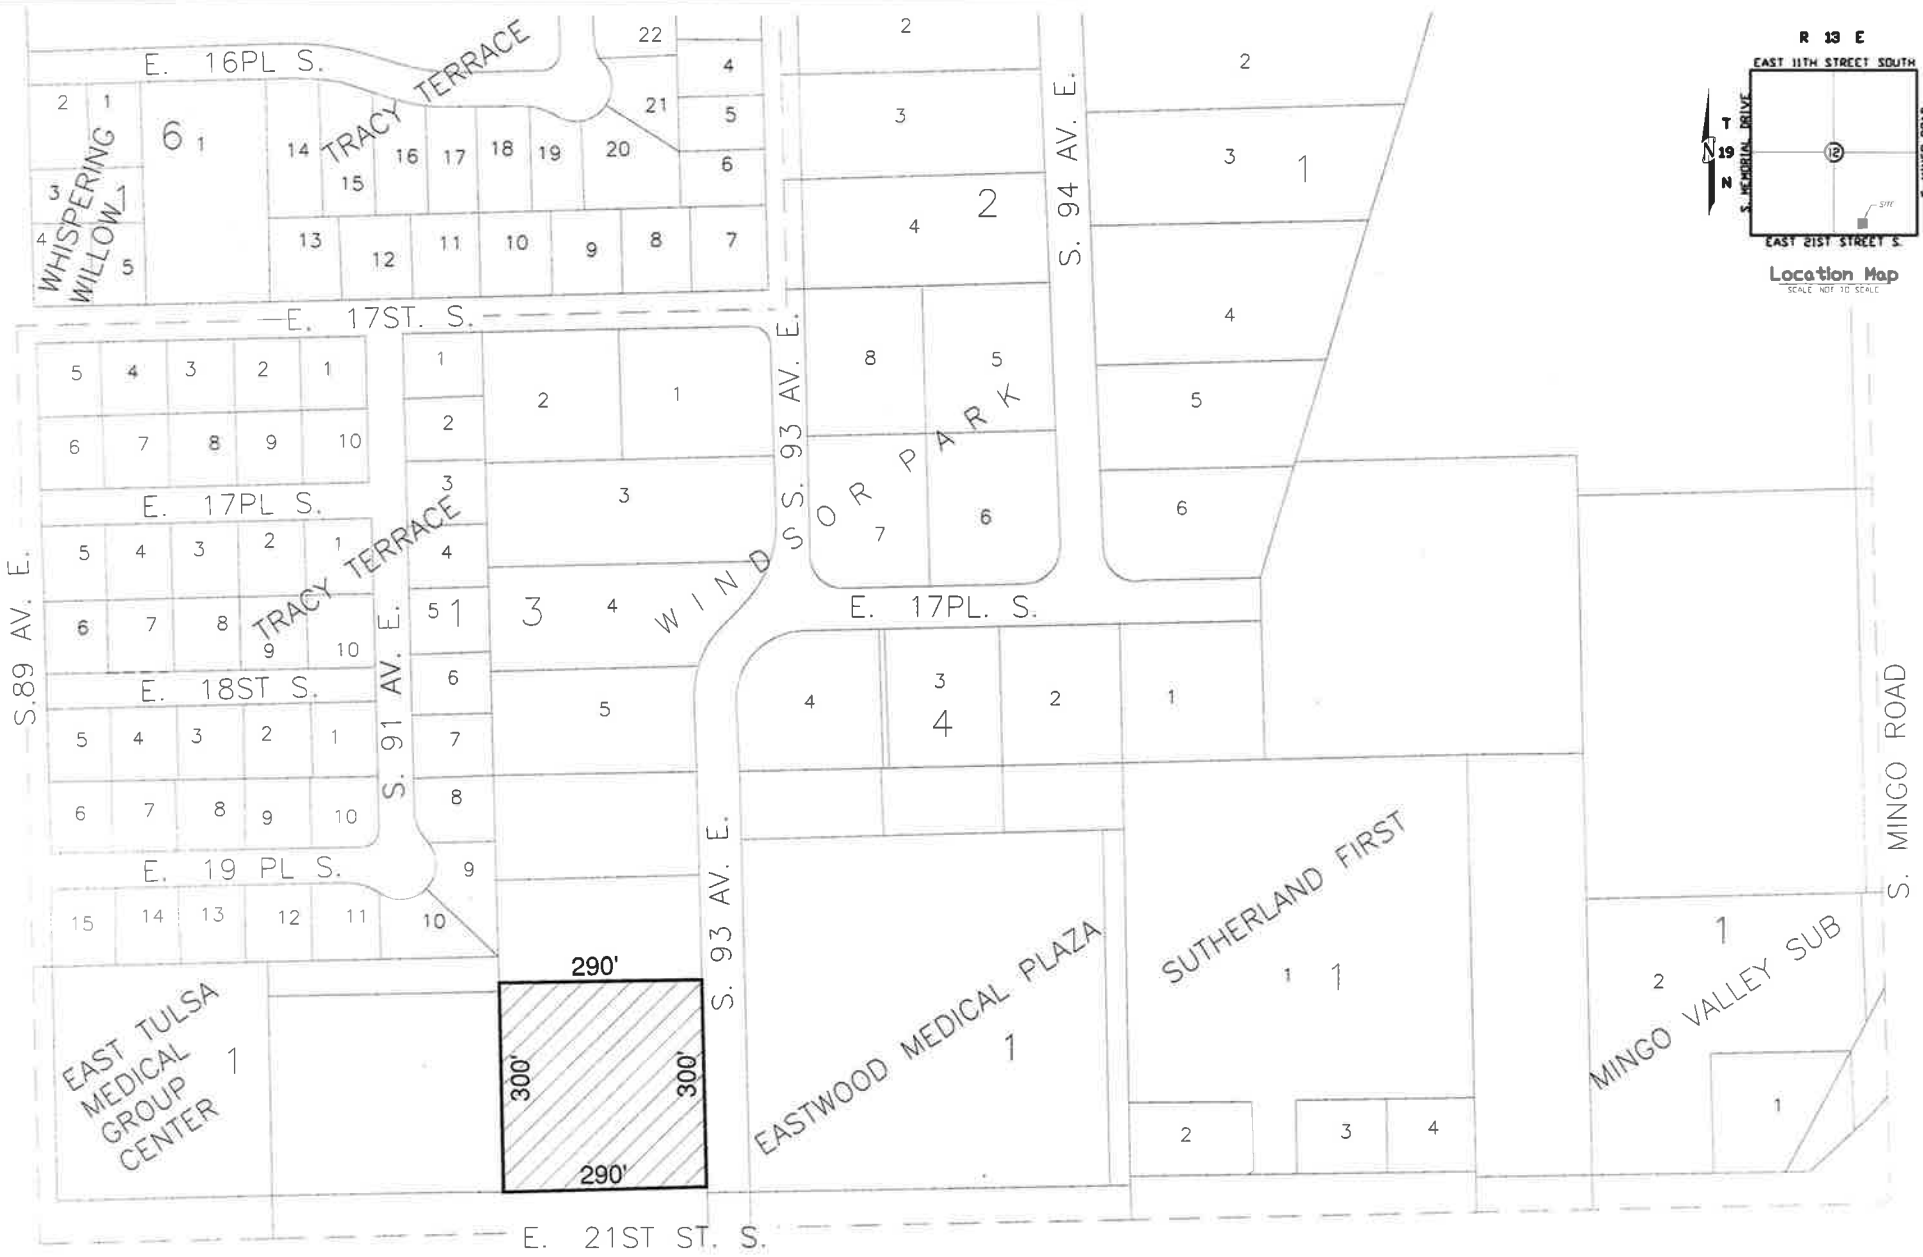 R 13 E
EAST 11TH STREET SOUTH
S. MEMORIAL DRIVE
T
19
N
N
12
SITE
EAST 21ST STREET S.
Location Map
SCALE: NOT TO SCALE
E. 16PL S.
TRACY TERRACE
22
4
21
5
6
2
1
6 1
14
15
16
17
18
19
20
3
1
4
5
WHISPERING
WILLOW
13
12
11
10
9
8
7
E. 17ST. S.
2
3
2
4
8
5
7
6
S. 94 AV. E.
2
3
1
4
5
6
S. 93 AV. E.
WINDSOR PARK
5 4 3 2 1
6 7 8 9 10
E. 17PL S.
5 4 3 2 1
6 7 8 9 10
TRACY TERRACE
E. 18ST S.
5 4 3 2 1
6 7 8 9 10
E. 19 PL S.
15 14 13 12 11 10
S.89 AV. E.
S. 91 AV. E.
1
2
3
4
5 1
6
7
8
9
2
1
3
3 4
5
E. 17PL. S.
4
3
4
2
1
S. 93 AV. E.
S. MINGO ROAD
290'
300'
300'
290'
EAST TULSA
MEDICAL
GROUP
CENTER
1
EASTWOOD MEDICAL PLAZA
1
SUTHERLAND FIRST
1 1
2
3
4
MINGO VALLEY SUB
1
2
1
E. 21ST ST. S.